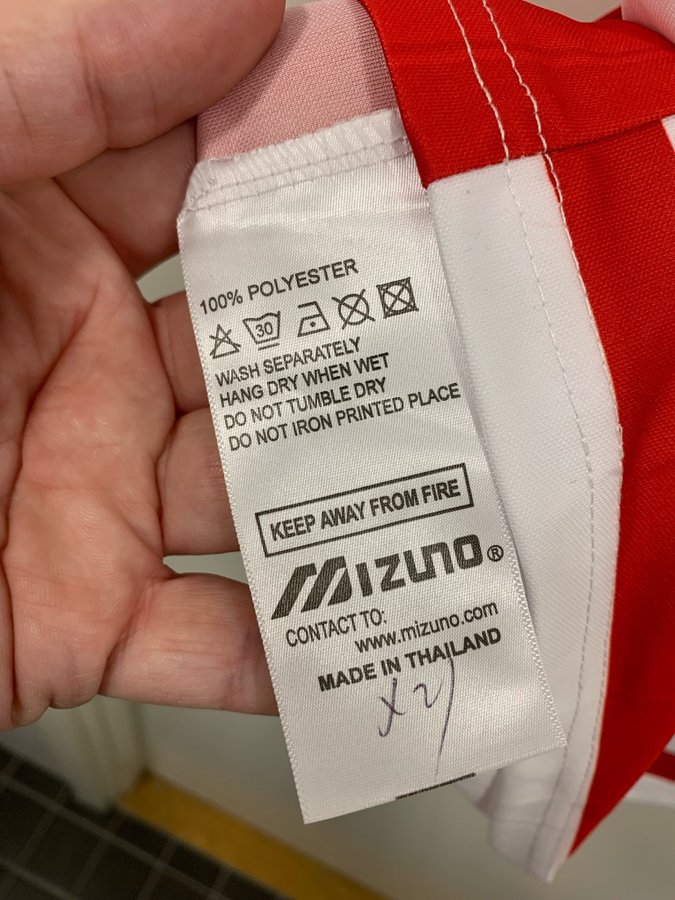 100% POLYESTER
30
WASH SEPARATELY
HANG DRY WHEN WET
DO NOT TUMBLE DRY
DO NOT IRON PRINTED PLACE
KEEP AWAY FROM FIRE
MIZUNO®
CONTACT TO:
www.mizuno.com
MADE IN THAILAND